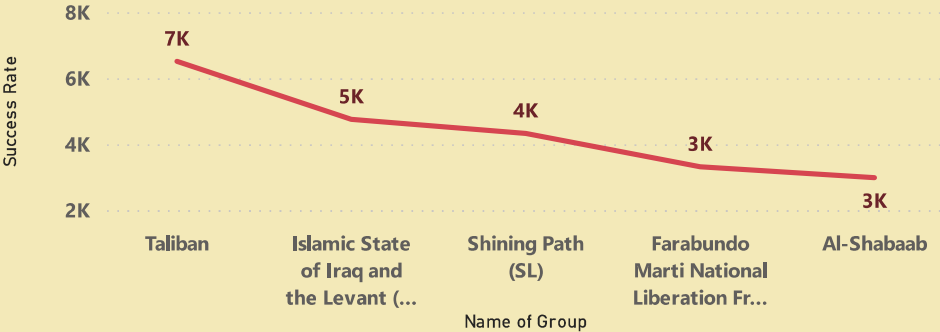 8K
6K
4K
2K
Success Rate
7K
5K
4K
3K
3K
Taliban
Islamic State
of Iraq and
the Levant (...
Shining Path
(SL)
Farabundo
Marti National
Liberation Fr...
Al-Shabaab
Name of Group